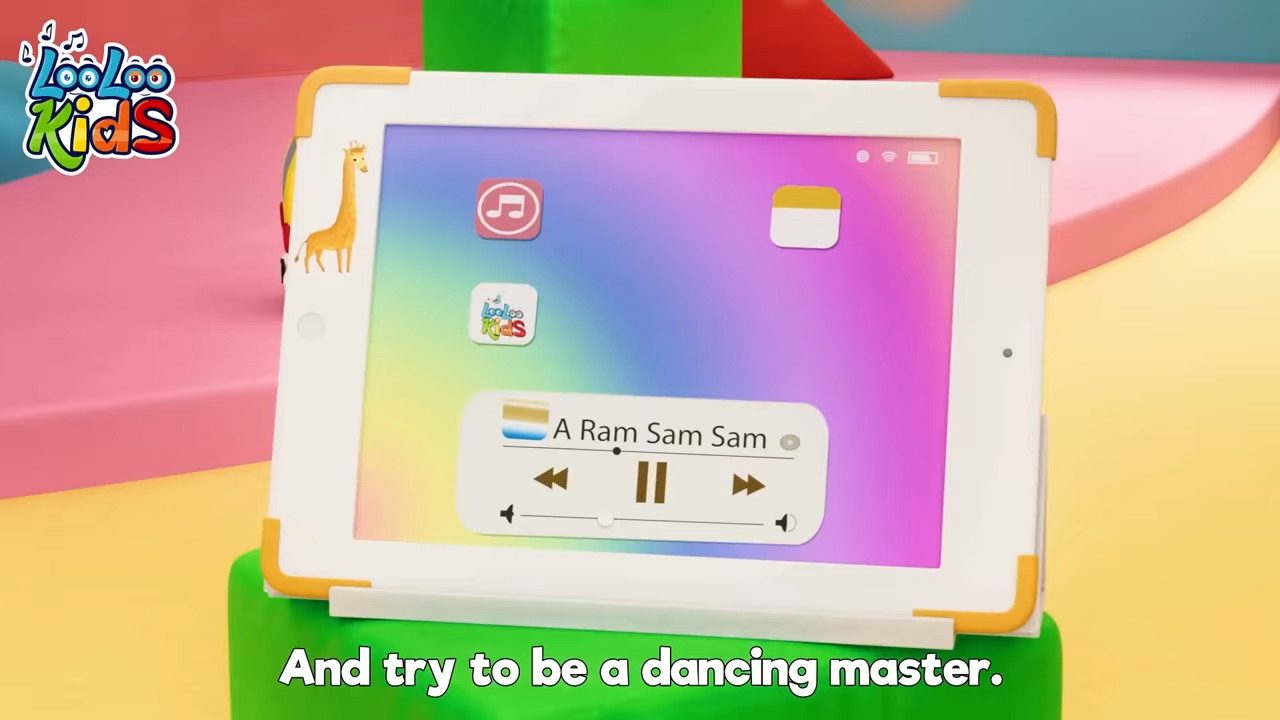 LooLoo
Kids
LooLoo
Kids
A Ram Sam Sam
And try to be a dancing master.